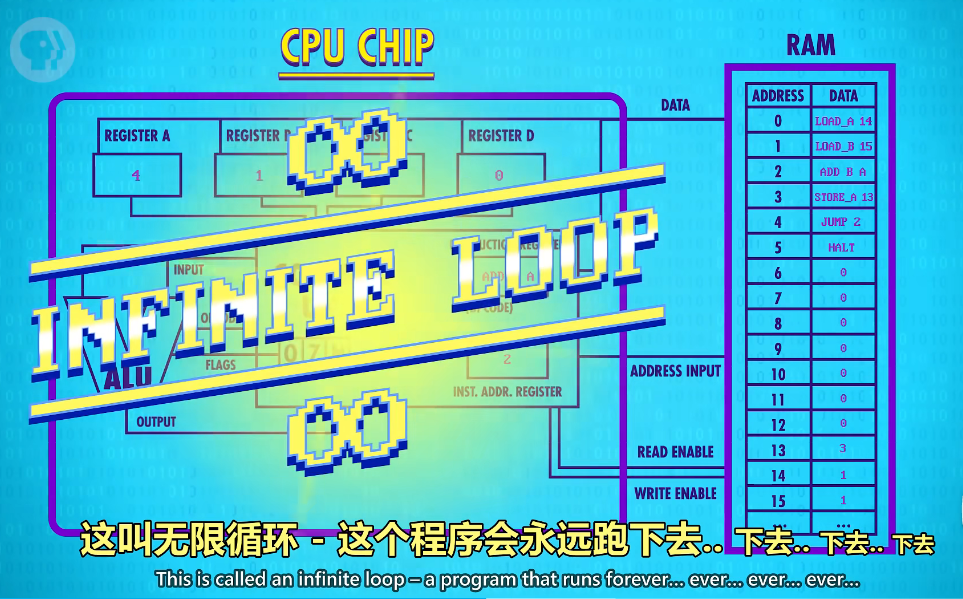 CPU CHIP
RAM
DATA
ADDRESS DATA
0 LOAD_A 14
1 LOAD_B 15
2 ADD B A
3 STORE_A 13
4 JUMP 2
5 HALT
6 0
7 0
8 0
9 0
10 0
11 0
12 0
13 3
14 1
15 1
... ...
REGISTER A
4
REGISTER
1
REGISTER D
0
INFINITE LOOP
INPUT
ADD A
FLAGS
ALU
2
INST. ADDR. REGISTER
OUTPUT
ADDRESS INPUT
READ ENABLE
WRITE ENABLE
这叫无限循环 - 这个程序会永远跑下去.. 下去.. 下去.. 下去
This is called an infinite loop – a program that runs forever... ever... ever... ever...